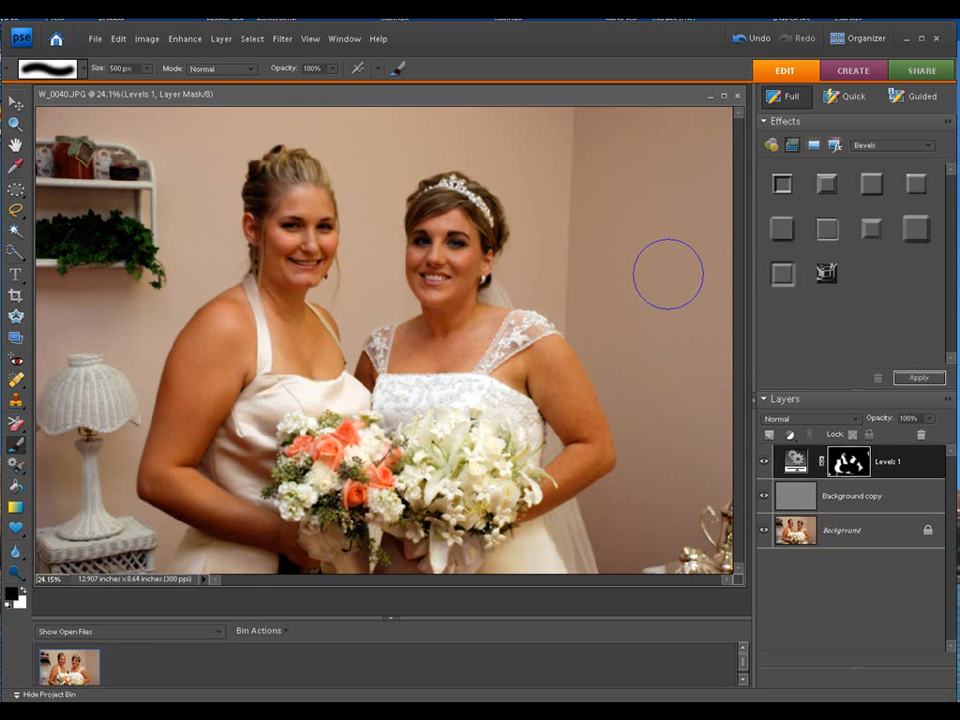 pse File Edit Image Enhance Layer Select Filter View Window Help Undo Redo Organizer
Size: 500 px Mode: Normal Opacity: 100% EDIT CREATE SHARE
W_0040.JPG @ 24.1%(Levels 1, Layer Mask/8) Full Quick Guided
Effects
Bevels
Apply
Layers
Normal Opacity: 100%
Lock:
Levels 1
Background copy
Background
24.15% 12.907 inches x 8.64 inches (300 ppi)
Show Open Files Bin Actions
Hide Project Bin